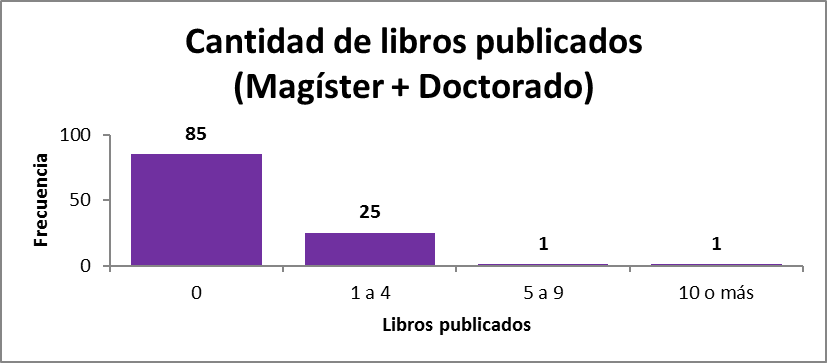 Cantidad de libros publicados
(Magíster + Doctorado)
Frecuencia
100
50
0
85
25
1
1
0
1 a 4
5 a 9
10 o más
Libros publicados